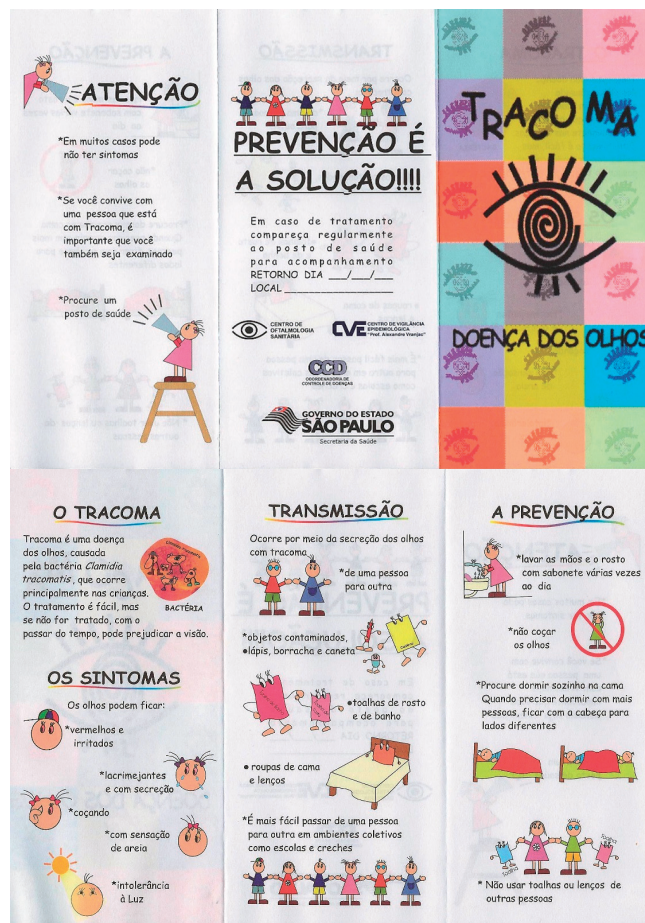 ATENÇÃO
*Em muitos casos pode
não ter sintomas
*Se você convive com
uma pessoa que está
com Tracoma, é
importante que você
também seja examinado
*Procure um
posto de saúde
PREVENÇÃO É
A SOLUÇÃO!!!!
Em caso de tratamento
compareça regularmente
ao posto de saúde
para acompanhamento
RETORNO DIA ___/___/___
LOCAL ___________________
CENTRO DE
OFTALMOLOGIA
SANITÁRIA
CVE
CENTRO DE VIGILÂNCIA
EPIDEMIOLÓGICA
"Prof. Alexandre Vranjac"
CCD
COORDENADORIA DE
CONTROLE DE DOENÇAS
GOVERNO DO ESTADO
SÃO PAULO
Secretaria da Saúde
TRACOMA
DOENÇA DOS OLHOS
O TRACOMA
Tracoma é uma doença
dos olhos, causada
pela bactéria Clamidia
tracomatis, que ocorre
principalmente nas crianças.
O tratamento é fácil, mas
se não for tratado, com o
passar do tempo, pode prejudicar a visão.
BACTÉRIA
OS SINTOMAS
Os olhos podem ficar:
*vermelhos e
irritados
*lacrimejantes
e com secreção
*coçando
*com sensação
de areia
*intolerância
à Luz
TRANSMISSÃO
Ocorre por meio da secreção dos olhos
com tracoma
*de uma pessoa
para outra
*objetos contaminados,
•lápis, borracha e caneta
•toalhas de rosto
e de banho
• roupas de cama
e lenços
*É mais fácil passar de uma pessoa
para outra em ambientes coletivos
como escolas e creches
A PREVENÇÃO
*lavar as mãos e o rosto
com sabonete várias vezes
ao dia
*não coçar
os olhos
*Procure dormir sozinho na cama
Quando precisar dormir com mais
pessoas, ficar com a cabeça para
lados diferentes
toalha
toalha
* Não usar toalhas ou lenços de
outras pessoas